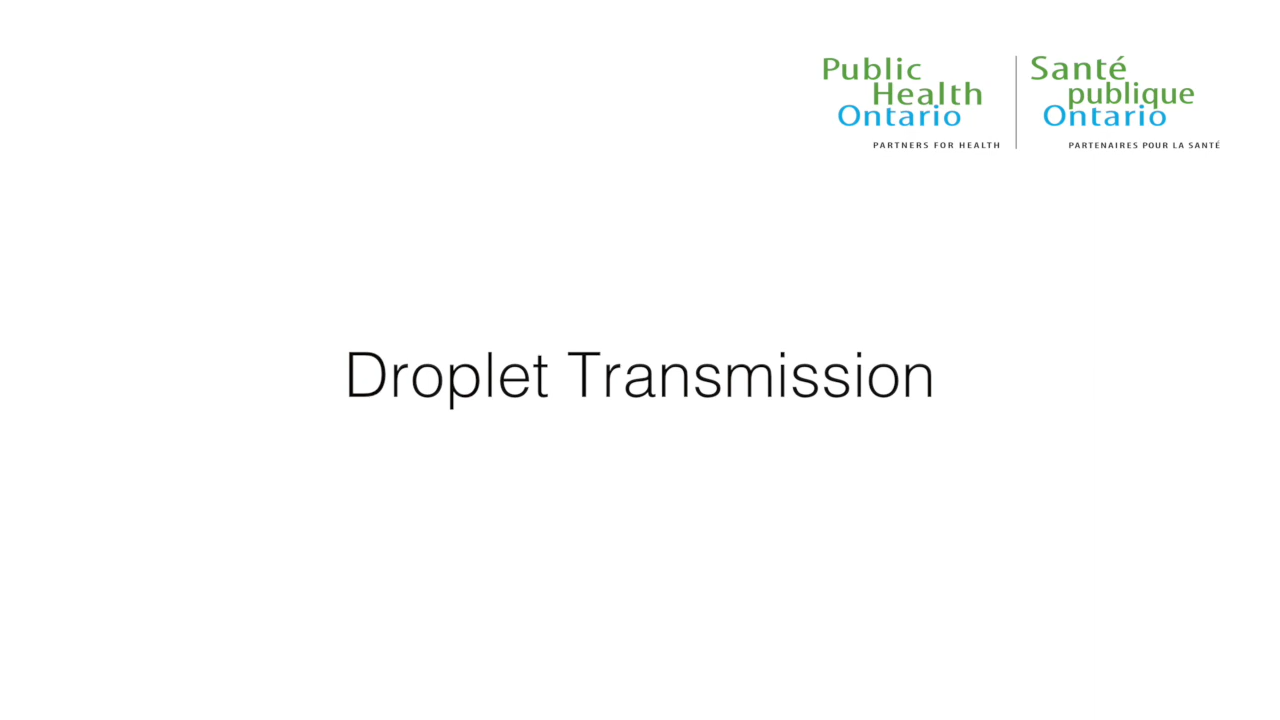 Public
Health
Ontario
PARTNERS FOR HEALTH
Santé
publique
Ontario
PARTENAIRES POUR LA SANTÉ
Droplet Transmission